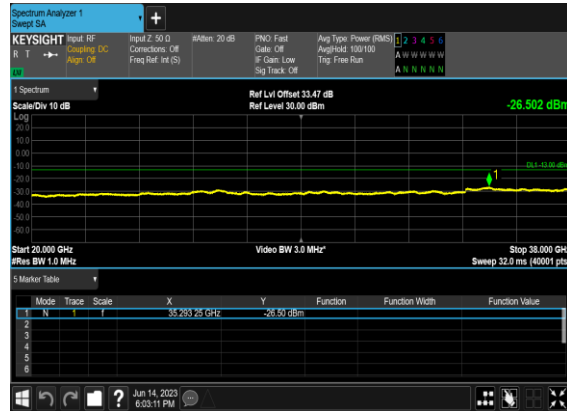 Spectrum Analyzer 1
Swept SA
+
KEYSIGHT Input: RF
R T Coupling: DC
Align: Off
LXI
Input Z: 50 Ω
Corrections: Off
Freq Ref: Int (S)
#Atten: 20 dB
PNO: Fast
Gate: Off
IF Gain: Low
Sig Track: Off
Avg Type: Power (RMS)
Avg|Hold: 100/100
Trig: Free Run
1 2 3 4 5 6
A W W W W W
A N N N N N
1 Spectrum
Scale/Div 10 dB
Ref Lvl Offset 33.47 dB
Ref Level 30.00 dBm
-26.502 dBm
Log
20.0
10.0
0.00
-10.0
-20.0
-30.0
-40.0
-50.0
-60.0
DL1 -13.00 dBm
1
Start 20.000 GHz
#Res BW 1.0 MHz
Video BW 3.0 MHz*
Stop 38.000 GHz
Sweep 32.0 ms (40001 pts
5 Marker Table
Mode Trace Scale X Y Function Function Width Function Value
1 N 1 f 35.293 25 GHz -26.50 dBm
2
3
4
5
6
?
Jun 14, 2023
6:03:11 PM